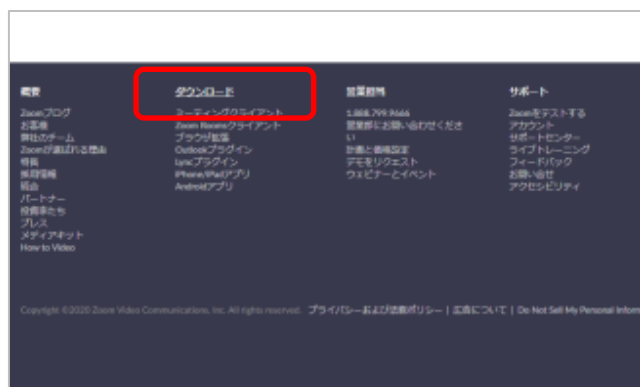 概要
Zoomブログ
お客様
弊社のチーム
Zoomが選ばれる理由
特長
採用情報
統合
パートナー
投資家たち
プレス
メディアキット
How to Video
ダウンロード
ミーティングクライアント
Zoom Roomsクライアント
ブラウザ拡張
Outlookプラグイン
Lyncプラグイン
iPhone/iPadアプリ
Androidアプリ
営業担当
1.888.799.9666
営業部にお問い合わせくださ
い
計画と価格設定
デモをリクエスト
ウェビナーとイベント
サポート
Zoomをテストする
アカウント
サポートセンター
ライブトレーニング
フィードバック
お問い合せ
アクセシビリティ
Copyright ©2020 Zoom Video Communications, Inc. All rights reserved. プライバシーおよび法務ポリシー | 広告について | Do Not Sell My Personal Inform